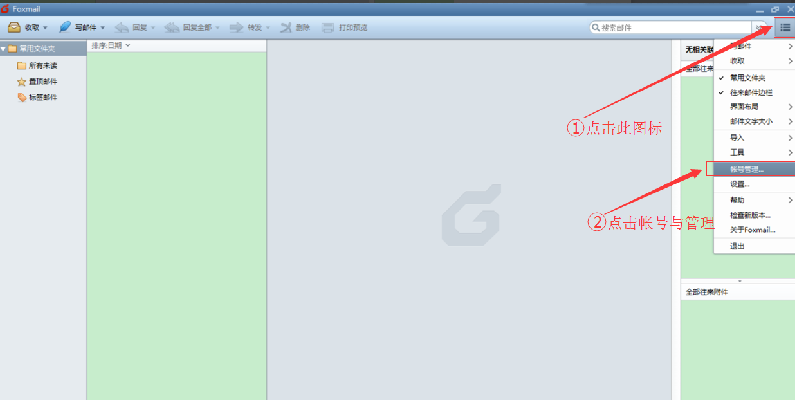 Foxmail
收取 写邮件 回复 回复全部 转发 删除 打印预览 搜索邮件
常用文件夹
所有未读
置顶邮件
标签邮件
排序:日期
无相关联
全部往来
写邮件
收取
常用文件夹
往来邮件边栏
界面布局
邮件文字大小
导入
工具
账号管理...
设置...
帮助
检查新版本...
关于Foxmail...
退出
①点击此图标
②点击帐号与管理
全部往来附件